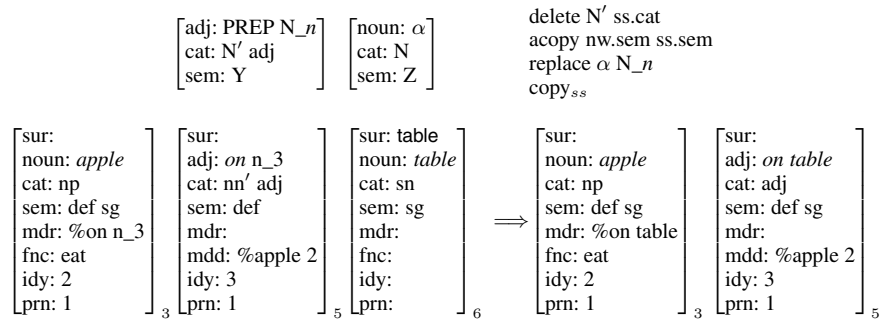 adj: PREP N_n noun: α delete N′ ss.cat
cat: N′ adj cat: N acopy nw.sem ss.sem
sem: Y sem: Z replace α N_n
copy_ss
sur: sur: sur: table sur: sur:
noun: apple adj: on n_3 noun: table noun: apple adj: on table
cat: np cat: nn′ adj cat: sn cat: np cat: adj
sem: def sg sem: def sem: sg ⟹ sem: def sg sem: def sg
mdr: %on n_3 mdr: mdr: mdr: %on table mdr:
fnc: eat mdd: %apple 2 fnc: fnc: eat mdd: %apple 2
idy: 2 idy: 3 idy: idy: 2 idy: 3
prn: 1 prn: 1 prn: prn: 1 prn: 1
3 5 6 3 5